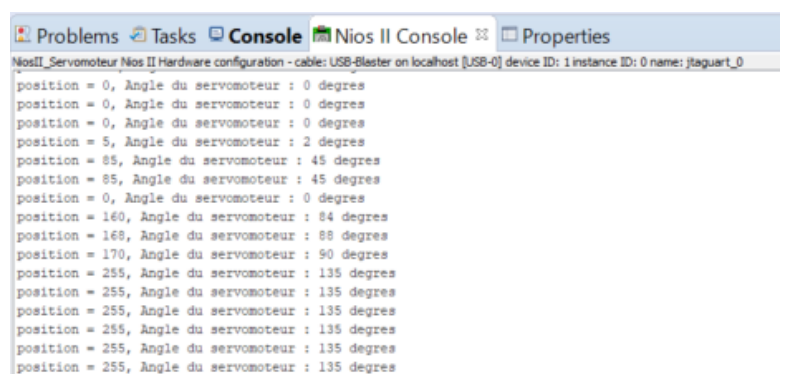 Problems Tasks Console Nios II Console Properties
NiosII_Servomoteur Nios II Hardware configuration - cable: USB-Blaster on localhost [USB-0] device ID: 1 instance ID: 0 name: jtaguart_0
position = 0, Angle du servomoteur : 0 degres
position = 0, Angle du servomoteur : 0 degres
position = 0, Angle du servomoteur : 0 degres
position = 5, Angle du servomoteur : 2 degres
position = 85, Angle du servomoteur : 45 degres
position = 85, Angle du servomoteur : 45 degres
position = 0, Angle du servomoteur : 0 degres
position = 160, Angle du servomoteur : 84 degres
position = 168, Angle du servomoteur : 88 degres
position = 170, Angle du servomoteur : 90 degres
position = 255, Angle du servomoteur : 135 degres
position = 255, Angle du servomoteur : 135 degres
position = 255, Angle du servomoteur : 135 degres
position = 255, Angle du servomoteur : 135 degres
position = 255, Angle du servomoteur : 135 degres
position = 255, Angle du servomoteur : 135 degres